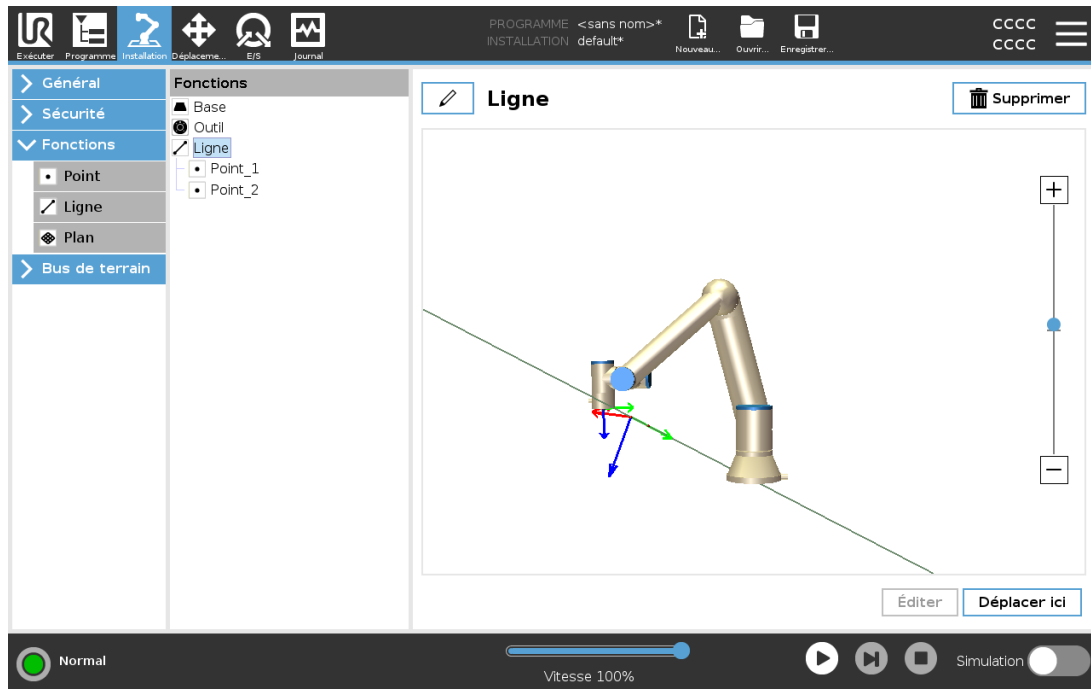 PROGRAMME <sans nom>*
INSTALLATION default*
CCCC
CCCC
Exécuter Programme Installation Déplaceme... E/S Journal Nouveau... Ouvrir... Enregistrer...
Général
Sécurité
Fonctions
Point
Ligne
Plan
Bus de terrain
Fonctions
Base
Outil
Ligne
Point_1
Point_2
Ligne
Supprimer
Éditer
Déplacer ici
Normal
Vitesse 100%
Simulation